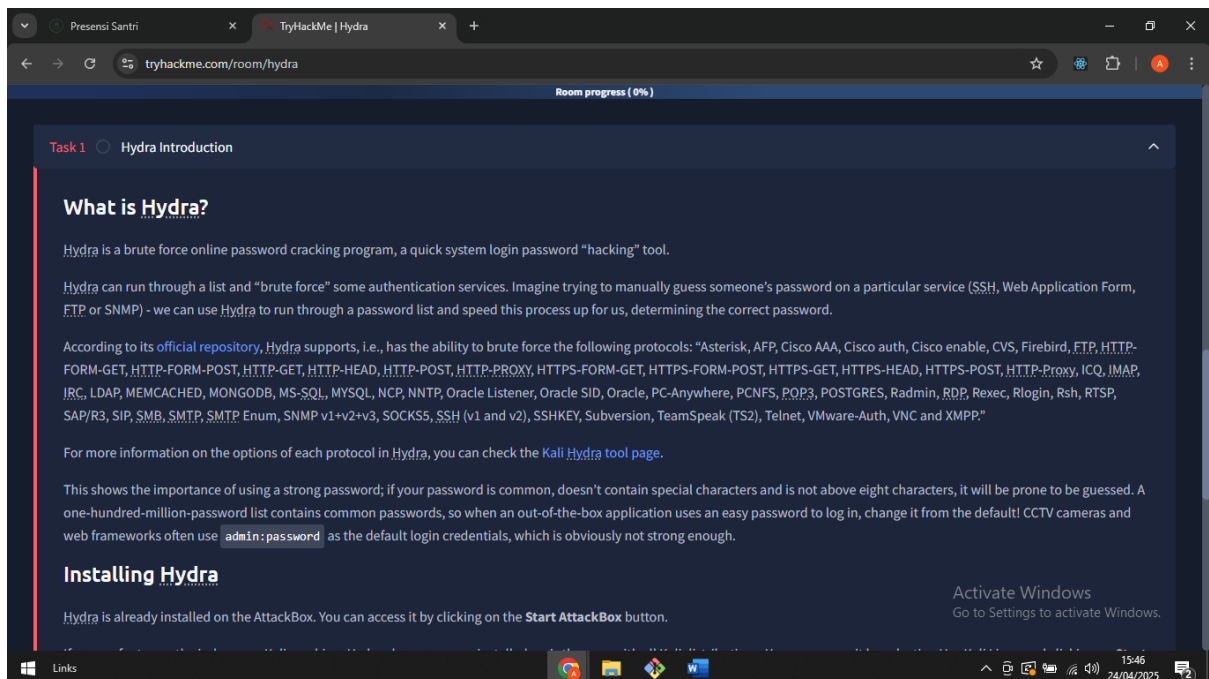 Presensi Santri
TryHackMe | Hydra
tryhackme.com/room/hydra
A
Room progress ( 0% )
Task 1
Hydra Introduction
What is Hydra?
Hydra is a brute force online password cracking program, a quick system login password “hacking” tool.
Hydra can run through a list and “brute force” some authentication services. Imagine trying to manually guess someone’s password on a particular service (SSH, Web Application Form,
FTP or SNMP) - we can use Hydra to run through a password list and speed this process up for us, determining the correct password.
According to its official repository, Hydra supports, i.e., has the ability to brute force the following protocols: “Asterisk, AFP, Cisco AAA, Cisco auth, Cisco enable, CVS, Firebird, FTP, HTTP-
FORM-GET, HTTP-FORM-POST, HTTP-GET, HTTP-HEAD, HTTP-POST, HTTP-PROXY, HTTPS-FORM-GET, HTTPS-FORM-POST, HTTPS-GET, HTTPS-HEAD, HTTPS-POST, HTTP-Proxy, ICQ, IMAP,
IRC, LDAP, MEMCACHED, MONGODB, MS-SQL, MYSQL, NCP, NNTP, Oracle Listener, Oracle SID, Oracle, PC-Anywhere, PCNFS, POP3, POSTGRES, Radmin, RDP, Rexec, Rlogin, Rsh, RTSP,
SAP/R3, SIP, SMB, SMTP, SMTP Enum, SNMP v1+v2+v3, SOCKS5, SSH (v1 and v2), SSHKEY, Subversion, TeamSpeak (TS2), Telnet, VMware-Auth, VNC and XMPP.”
For more information on the options of each protocol in Hydra, you can check the Kali Hydra tool page.
This shows the importance of using a strong password; if your password is common, doesn’t contain special characters and is not above eight characters, it will be prone to be guessed. A
one-hundred-million-password list contains common passwords, so when an out-of-the-box application uses an easy password to log in, change it from the default! CCTV cameras and
web frameworks often use admin:password as the default login credentials, which is obviously not strong enough.
Installing Hydra
Hydra is already installed on the AttackBox. You can access it by clicking on the Start AttackBox button.
Activate Windows
Go to Settings to activate Windows.
Links
15:46
24/04/2025
2